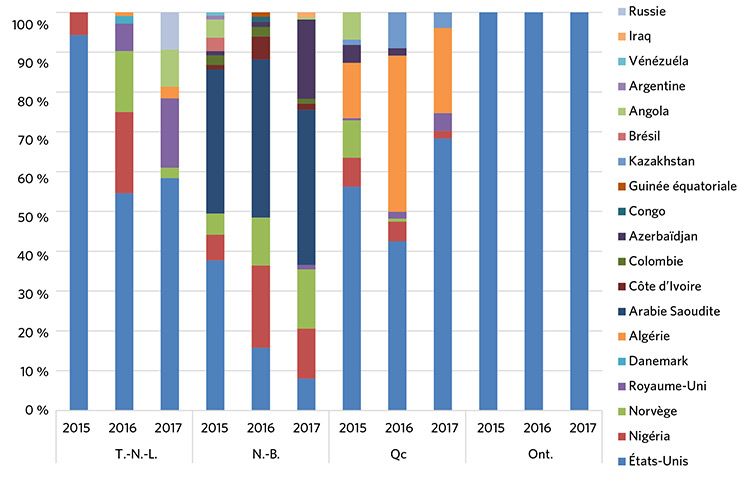 100 %
90 %
80 %
70 %
60 %
50 %
40 %
30 %
20 %
10 %
0 %
2015 2016 2017 2015 2016 2017 2015 2016 2017 2015 2016 2017
T.-N.-L. N.-B. Qc Ont.
Russie
Iraq
Vénézuéla
Argentine
Angola
Brésil
Kazakhstan
Guinée équatoriale
Congo
Azerbaïdjan
Colombie
Côte d'Ivoire
Arabie Saoudite
Algérie
Danemark
Royaume-Uni
Norvège
Nigéria
États-Unis